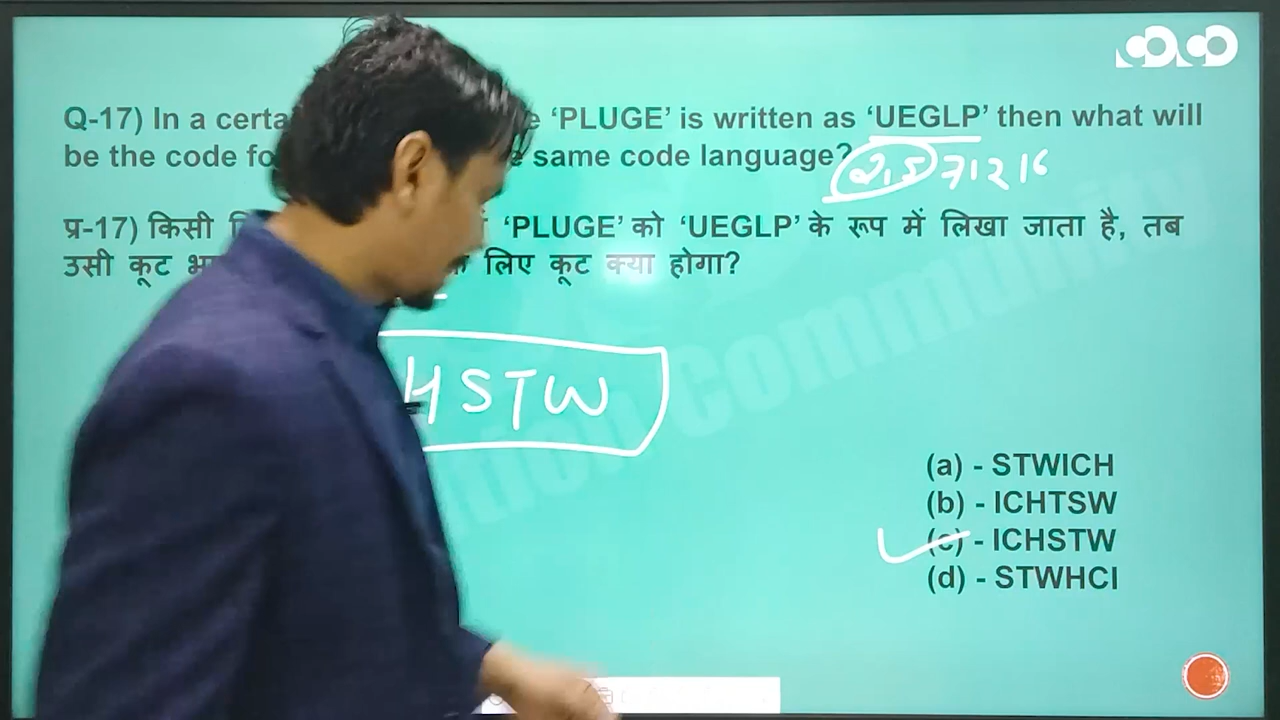 Q-17) In a certa 'PLUGE' is written as 'UEGLP' then what will
be the code fo same code language?
21 5 7 12 16
प्र-17) किसी 'PLUGE' को 'UEGLP' के रूप में लिखा जाता है, तब
उसी कूट लिए कूट क्या होगा?
HSTW
(a) - STWICH
(b) - ICHTSW
(c) - ICHSTW
(d) - STWHCI
Community